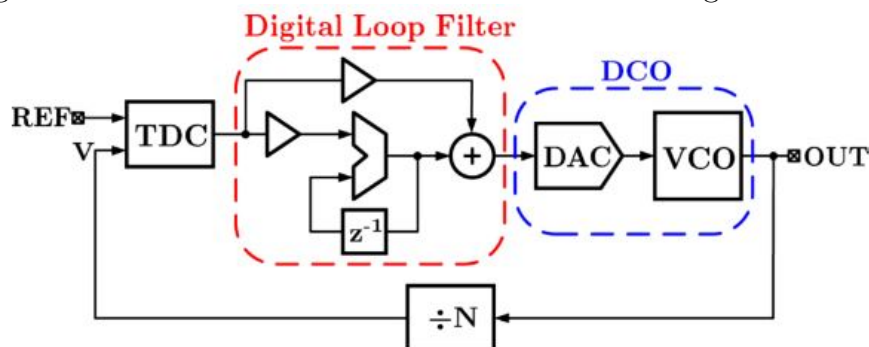 Digital Loop Filter
DCO
REF
TDC
V
+
DAC
VCO
OUT
z-1
÷N